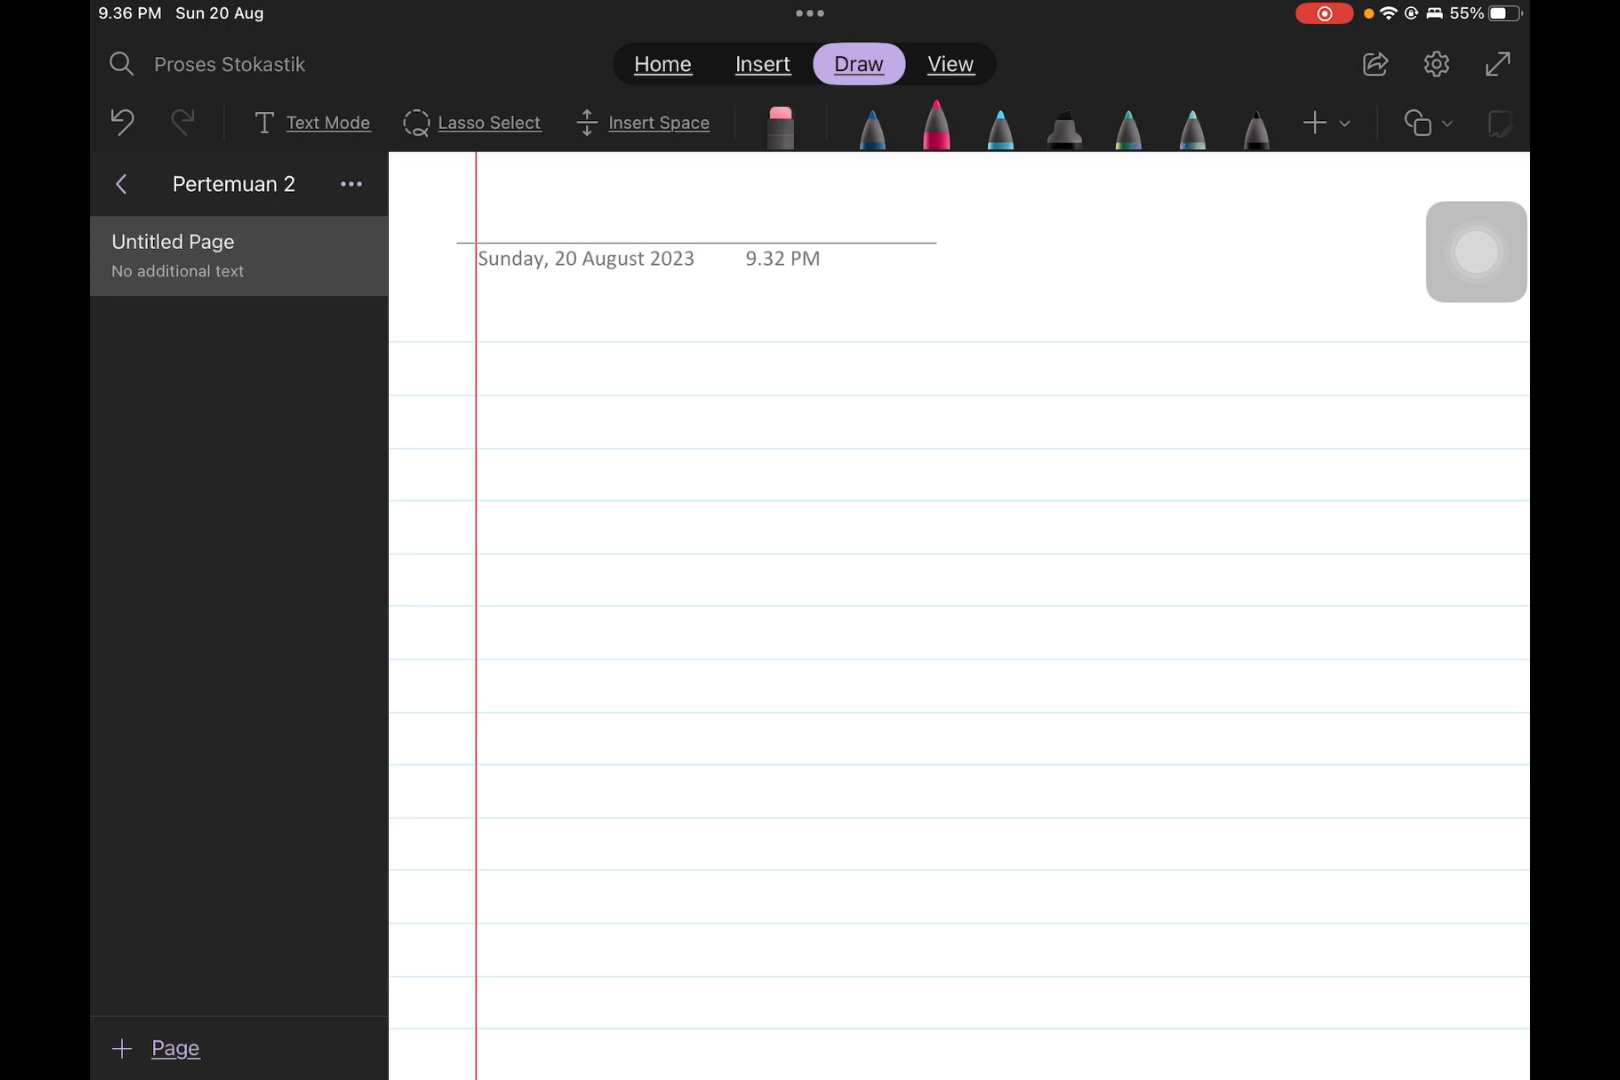 9.36 PM Sun 20 Aug
55%
Proses Stokastik
Home Insert Draw View
Text Mode Lasso Select Insert Space
Pertemuan 2
Untitled Page
No additional text
Sunday, 20 August 2023 9.32 PM
Page